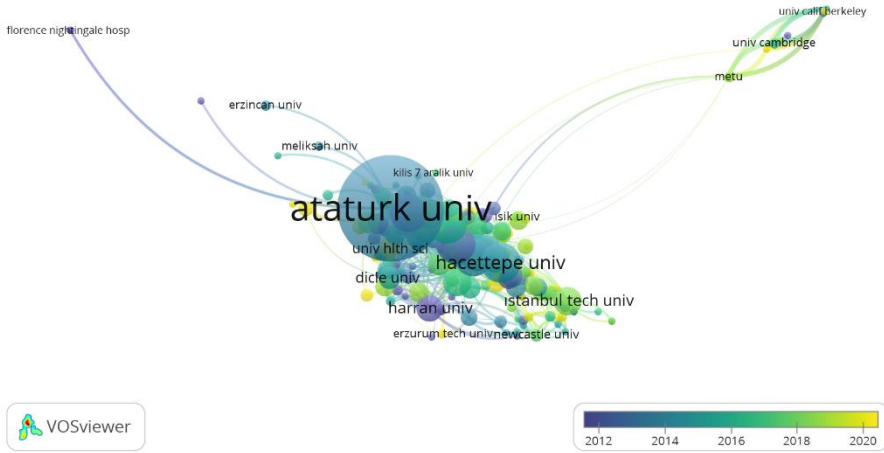 univ calif berkeley
florence nightingale hosp
univ cambridge
metu
erzincan univ
meliksah univ
kilis 7 aralik univ
ataturk univ
isik univ
univ hlth sci
hacettepe univ
dicle univ
istanbul tech univ
harran univ
erzurum tech univ
newcastle univ
VOSviewer
2012 2014 2016 2018 2020